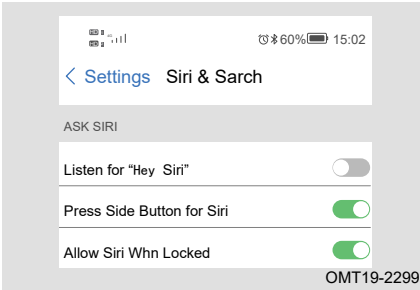 60% 15:02
Settings Siri & Sarch
ASK SIRI
Listen for “Hey Siri”
Press Side Button for Siri
Allow Siri Whn Locked
OMT19-2299